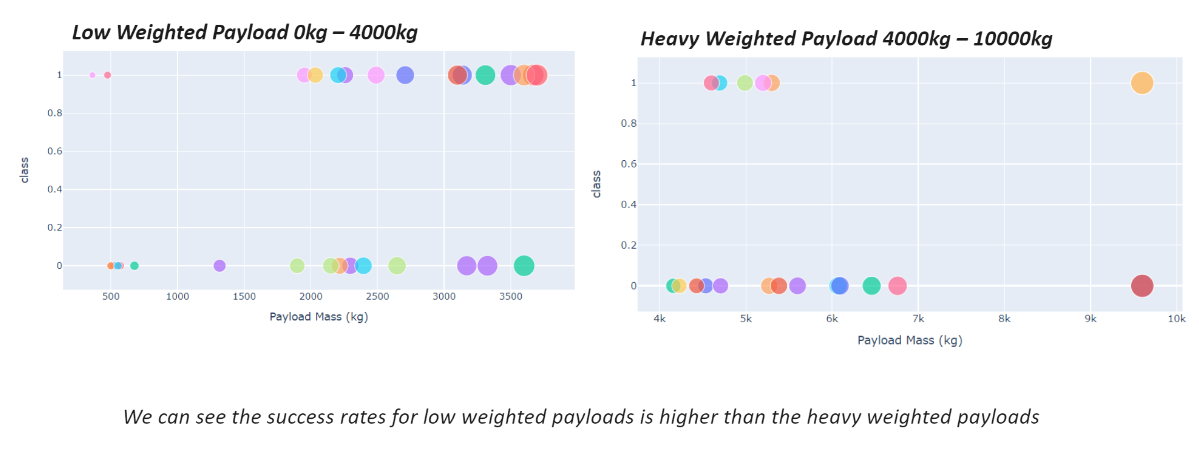 Low Weighted Payload 0kg – 4000kg
Heavy Weighted Payload 4000kg – 10000kg
1
0.8
0.6
0.4
0.2
0
class
500
1000
1500
2000
2500
3000
3500
Payload Mass (kg)
1
0.8
0.6
0.4
0.2
0
class
4k
5k
6k
7k
8k
9k
10k
Payload Mass (kg)
We can see the success rates for low weighted payloads is higher than the heavy weighted payloads